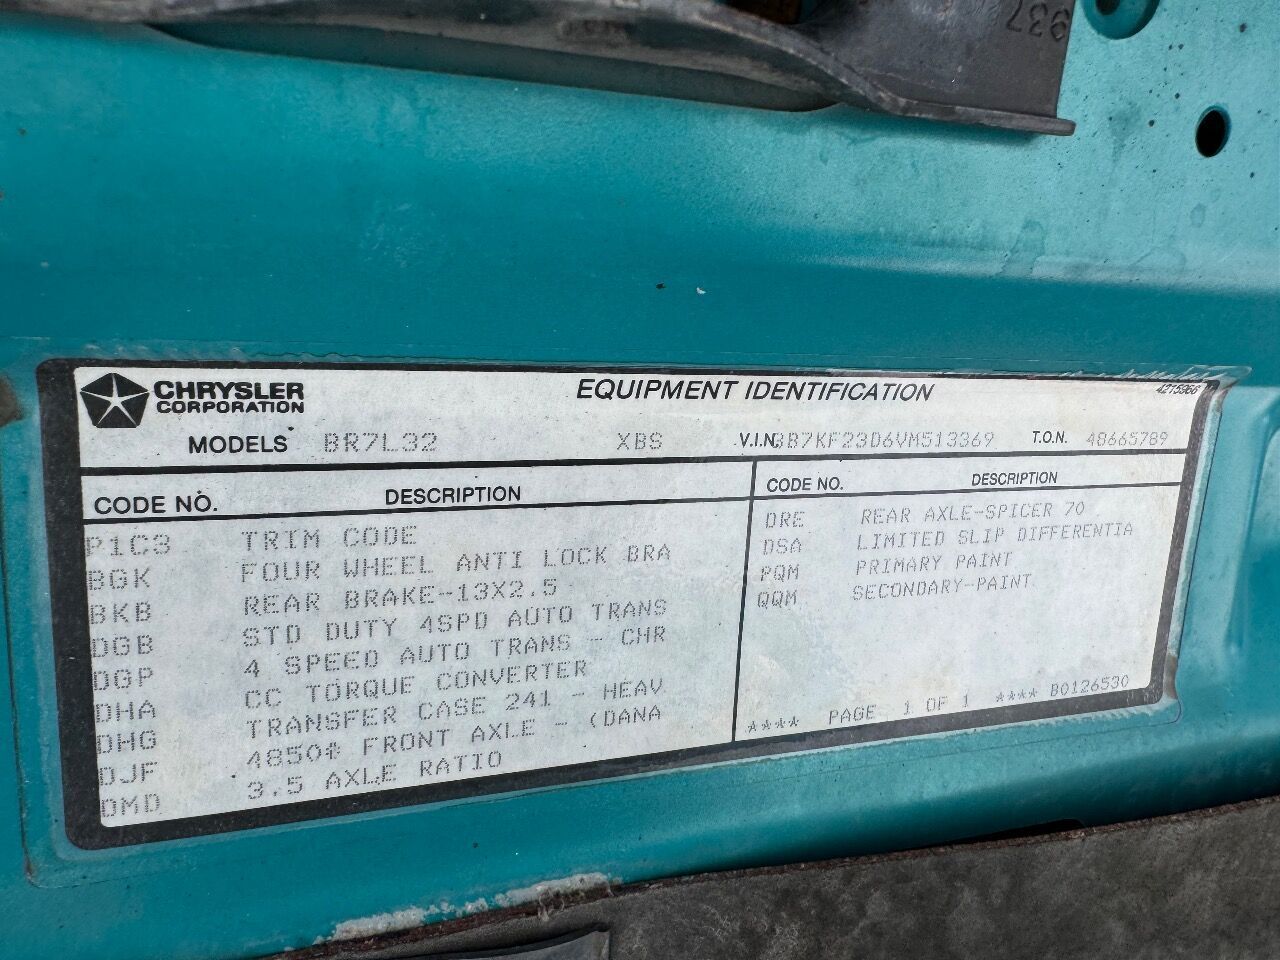 937
CHRYSLER
CORPORATION
EQUIPMENT IDENTIFICATION
4215966
MODELS BR7L32 XBS V.I.N. 3B7KF23D6VM513369 T.O.N. 48665789
CODE NO. DESCRIPTION
P1C3 TRIM CODE
BGK FOUR WHEEL ANTI LOCK BRA
BKB REAR BRAKE-13X2.5
DGB STD DUTY 4SPD AUTO TRANS
DGP 4 SPEED AUTO TRANS - CHR
DHA CC TORQUE CONVERTER
DHG TRANSFER CASE 241 - HEAV
DJF 4850# FRONT AXLE - (DANA
DMD 3.5 AXLE RATIO
CODE NO. DESCRIPTION
DRE REAR AXLE-SPICER 70
DSA LIMITED SLIP DIFFERENTIA
PQM PRIMARY PAINT
QQM SECONDARY-PAINT
**** PAGE 1 OF 1 **** B0126530